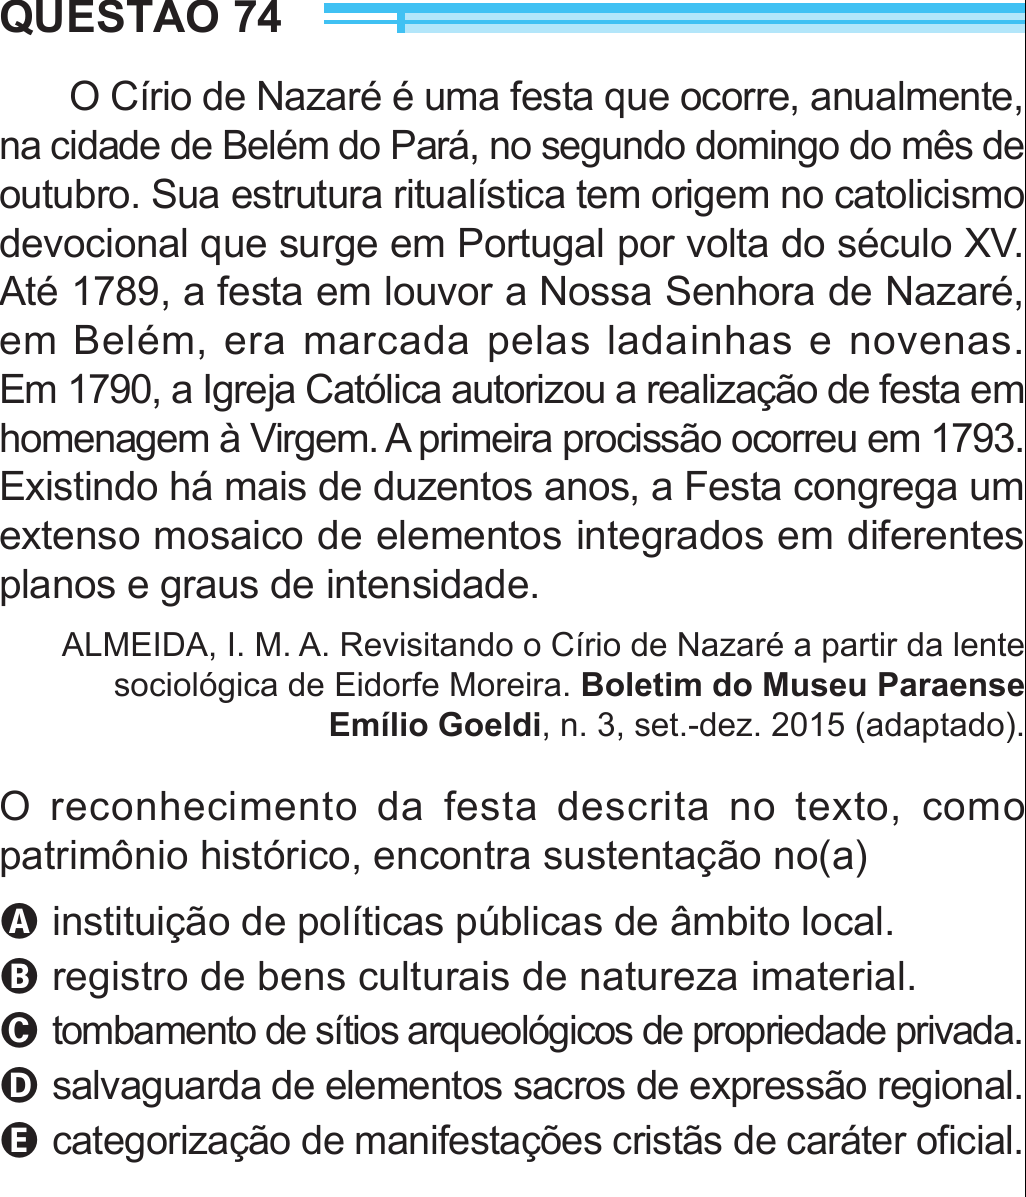 QUESTÃO 74
O Círio de Nazaré é uma festa que ocorre, anualmente,
na cidade de Belém do Pará, no segundo domingo do mês de
outubro. Sua estrutura ritualística tem origem no catolicismo
devocional que surge em Portugal por volta do século XV.
Até 1789, a festa em louvor a Nossa Senhora de Nazaré,
em Belém, era marcada pelas ladainhas e novenas.
Em 1790, a Igreja Católica autorizou a realização de festa em
homenagem à Virgem. A primeira procissão ocorreu em 1793.
Existindo há mais de duzentos anos, a Festa congrega um
extenso mosaico de elementos integrados em diferentes
planos e graus de intensidade.
ALMEIDA, I. M. A. Revisitando o Círio de Nazaré a partir da lente
sociológica de Eidorfe Moreira. Boletim do Museu Paraense
Emílio Goeldi, n. 3, set.-dez. 2015 (adaptado).
O reconhecimento da festa descrita no texto, como
patrimônio histórico, encontra sustentação no(a)
A instituição de políticas públicas de âmbito local.
B registro de bens culturais de natureza imaterial.
C tombamento de sítios arqueológicos de propriedade privada.
D salvaguarda de elementos sacros de expressão regional.
E categorização de manifestações cristãs de caráter oficial.